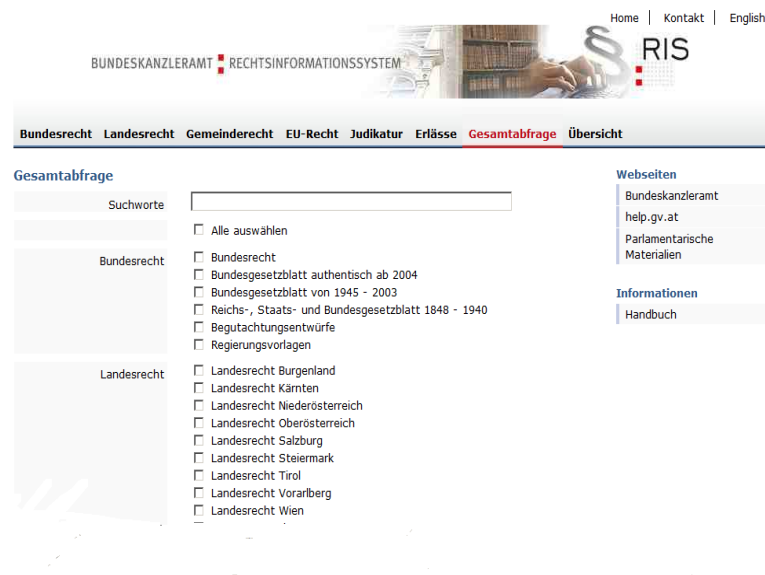 Home | Kontakt | English
BUNDESKANZLERAMT RECHTSINFORMATIONSSYSTEM
§ RIS
Bundesrecht Landesrecht Gemeinderecht EU-Recht Judikatur Erlässe Gesamtabfrage Übersicht
Gesamtabfrage
Suchworte
Alle auswählen
Bundesrecht
Bundesrecht
Bundesgesetzblatt authentisch ab 2004
Bundesgesetzblatt von 1945 - 2003
Reichs-, Staats- und Bundesgesetzblatt 1848 - 1940
Begutachtungsentwürfe
Regierungsvorlagen
Landesrecht
Landesrecht Burgenland
Landesrecht Kärnten
Landesrecht Niederösterreich
Landesrecht Oberösterreich
Landesrecht Salzburg
Landesrecht Steiermark
Landesrecht Tirol
Landesrecht Vorarlberg
Landesrecht Wien
Webseiten
Bundeskanzleramt
help.gv.at
Parlamentarische
Materialien
Informationen
Handbuch